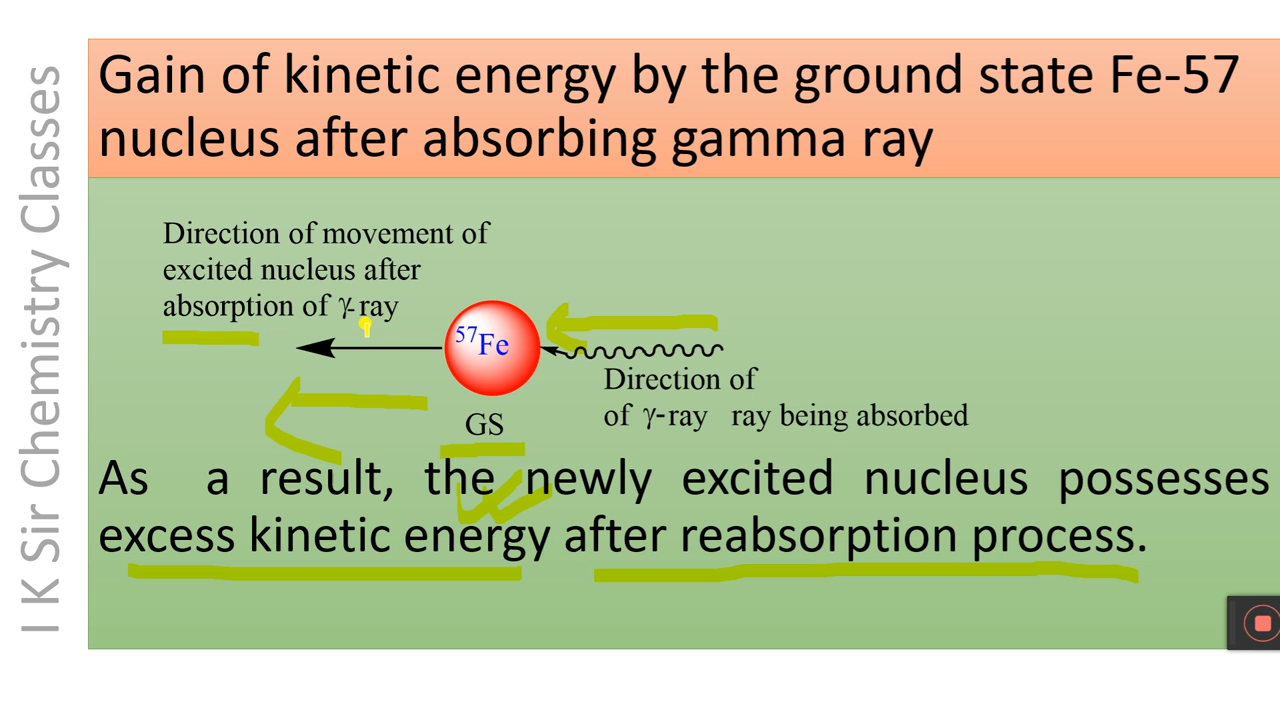 I K Sir Chemistry Classes
Gain of kinetic energy by the ground state Fe-57
nucleus after absorbing gamma ray
Direction of movement of
excited nucleus after
absorption of γ-ray
57Fe
GS
Direction of
of γ-ray ray being absorbed
As a result, the newly excited nucleus possesses
excess kinetic energy after reabsorption process.